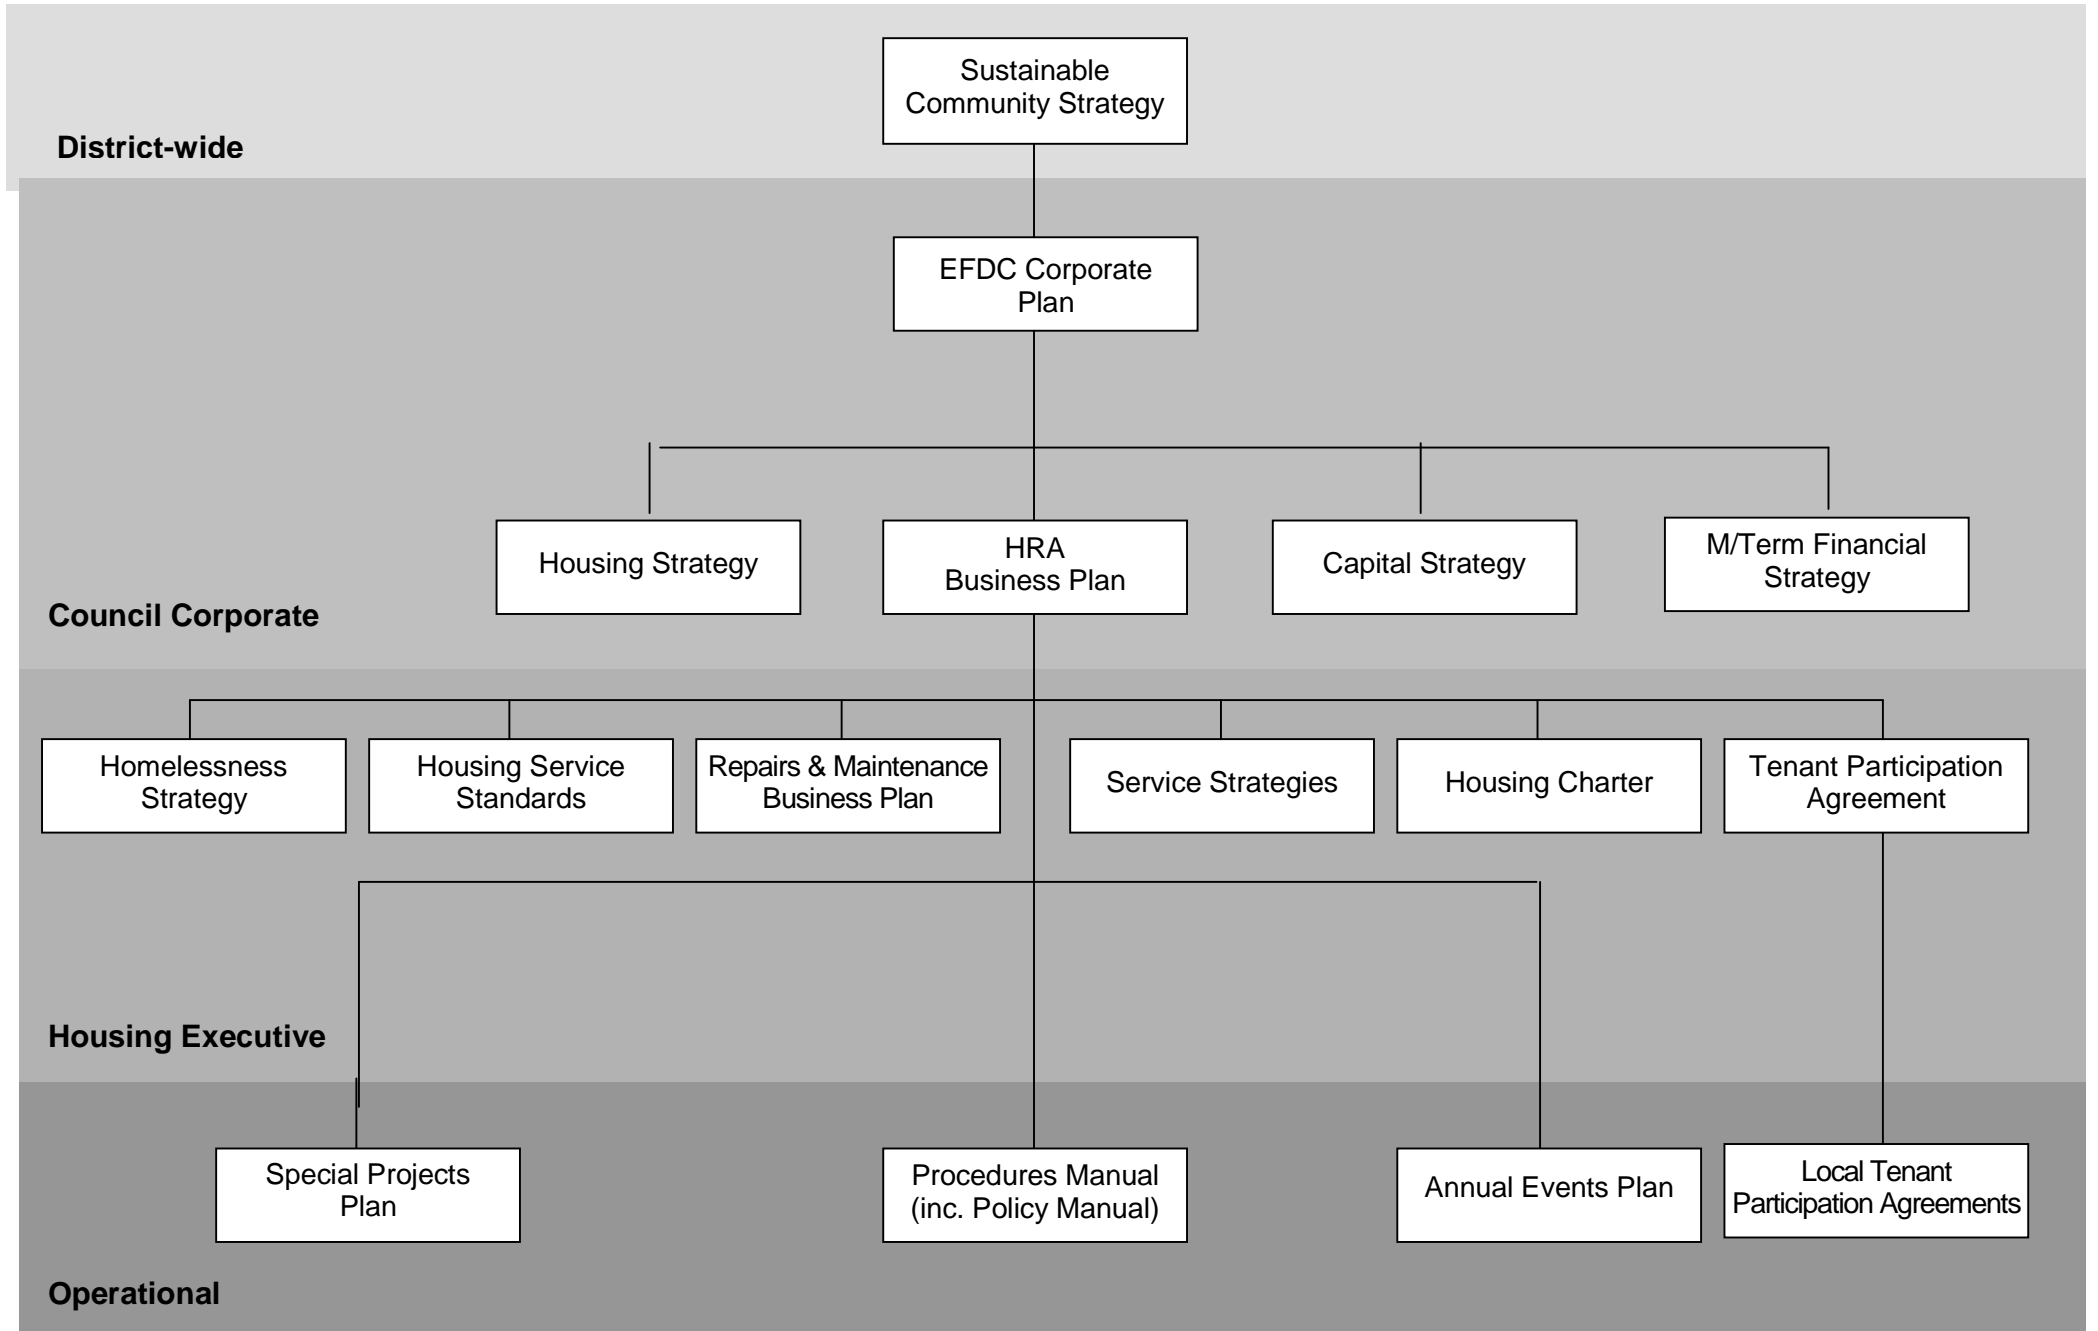 Sustainable
Community Strategy
District-wide
EFDC Corporate
Plan
Housing Strategy
HRA
Business Plan
Capital Strategy
M/Term Financial
Strategy
Council Corporate
Homelessness
Strategy
Housing Service
Standards
Repairs & Maintenance
Business Plan
Service Strategies
Housing Charter
Tenant Participation
Agreement
Housing Executive
Special Projects
Plan
Procedures Manual
(inc. Policy Manual)
Annual Events Plan
Local Tenant
Participation Agreements
Operational